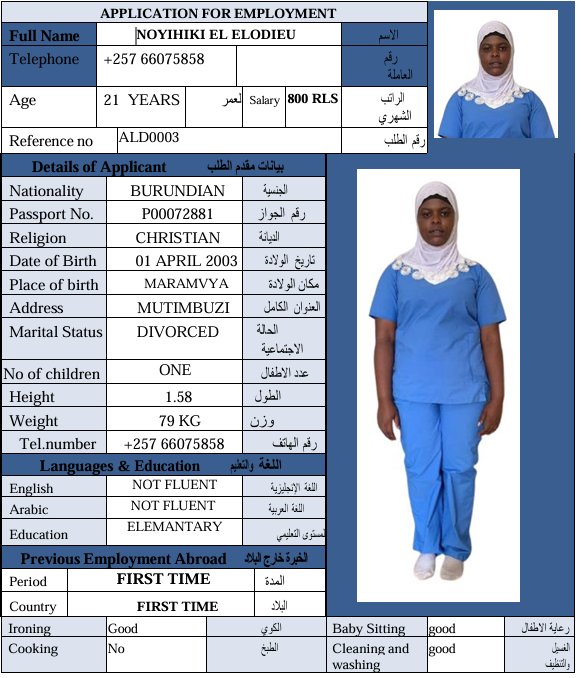 APPLICATION FOR EMPLOYMENT
Full Name NOYIHIKI EL ELODIEU الاسم
Telephone +257 66075858 رقم العاملة
Age 21 YEARS لعمر Salary 800 RLS الراتب الشهري
Reference no ALD0003 رقم الطلب
Details of Applicant بيانات مقدم الطلب
Nationality BURUNDIAN الجنسية
Passport No. P00072881 رقم الجواز
Religion CHRISTIAN الديانة
Date of Birth 01 APRIL 2003 تاريخ الولادة
Place of birth MARAMVYA مكان الولادة
Address MUTIMBUZI العنوان الكامل
Marital Status DIVORCED الحالة الاجتماعية
No of children ONE عدد الاطفال
Height 1.58 الطول
Weight 79 KG وزن
Tel.number +257 66075858 رقم الهاتف
Languages & Education اللغة والتعليم
English NOT FLUENT اللغة الإنجليزية
Arabic NOT FLUENT اللغة العربية
Education ELEMANTARY لمستوى التعليمي
Previous Employment Abroad الخبرة خارج البلاد
Period FIRST TIME المدة
Country FIRST TIME البلاد
Ironing Good الكوي Baby Sitting good رعاية الاطفال
Cooking No الطبخ Cleaning and washing good الغسيل والتنظيف